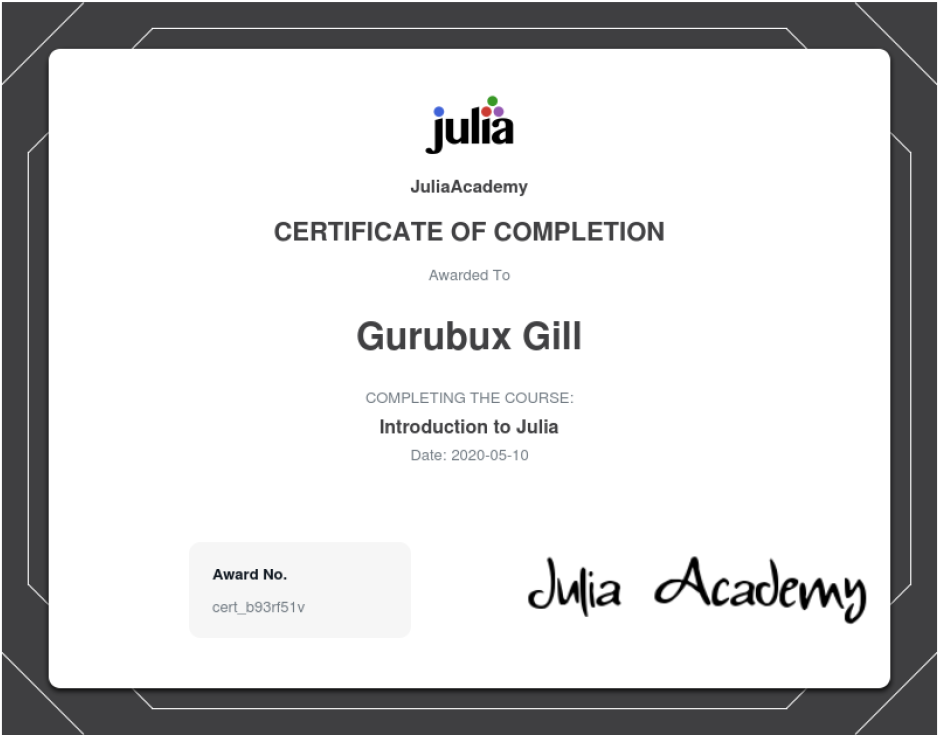 julia
JuliaAcademy
CERTIFICATE OF COMPLETION
Awarded To
Gurubux Gill
COMPLETING THE COURSE:
Introduction to Julia
Date: 2020-05-10
Award No.
cert_b93rf51v
Julia Academy